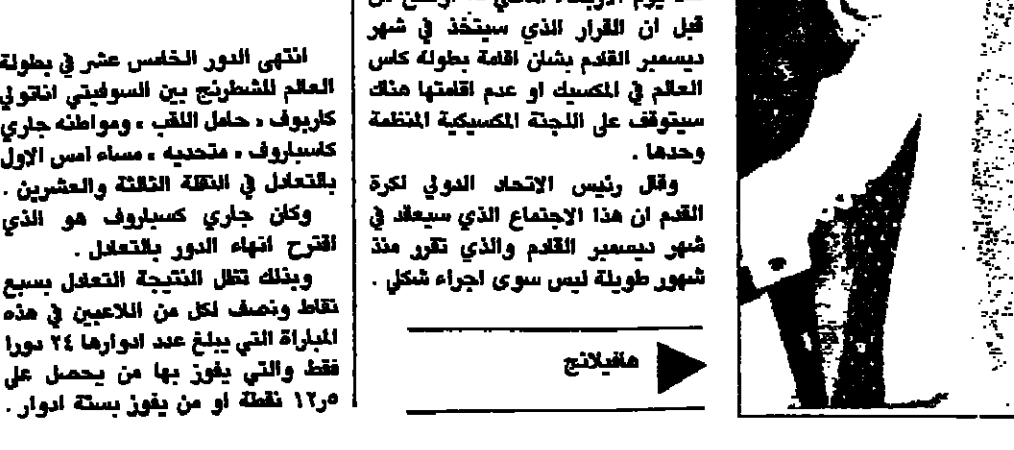 قبل ان القرار الذي سيتخذ في شهر
ديسمبر القادم بشان اقامة بطولة كاس
العالم في المكسيك او عدم اقامتها هناك
سيتوقف على اللجنة المكسيكية المنظمة
وحدها .
وقال رئيس الاتحاد الدولي لكرة
القدم ان هذا الاجتماع الذي سيعقد في
شهر ديسمبر القادم والذي تقرر منذ
شهور طويلة ليس سوى اجراء شكلي .
هافيلانج
انتهى الدور الخامس عشر في بطولة
العالم للشطرنج بين السوفيتي اناتولي
كاربوف ، حامل اللقب ، ومواطنه جاري
كاسباروف ، متحديه ، مساء امس الاول
بالتعادل في النقلة الثالثة والعشرين .
وكان جاري كسباروف هو الذي
اقترح انهاء الدور بالتعادل .
وبذلك تظل النتيجة التعادل بسبع
نقاط ونصف لكل من اللاعبين في هذه
المباراة التي يبلغ عدد ادوارها ٢٤ دورا
فقط والتي يفوز بها من يحصل على
٥ر١٢ نقطة او من يفوز بستة ادوار .